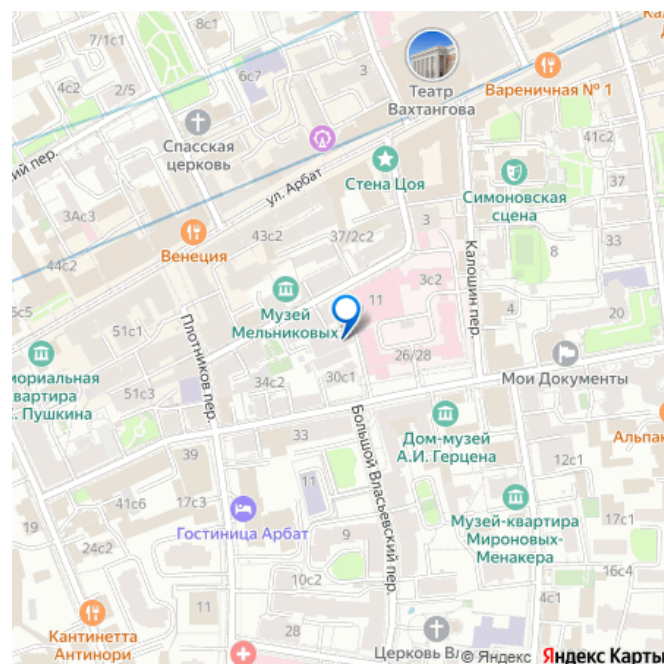 Кал
Д
7/1с1
8с1
4с2
2/5
6с7
3
Театр
Вахтангова
Вареничная № 1
Спасская
церковь
41с2
ий пер.
ул. Арбат
Стена Цоя
Симоновская
сцена
37
3Ас3
3
Венеция
43с2
37/2с2
Калошин пер.
8
33
44с2
5с5
3с2
11
Музей
Мельниковых
4
20
51с1
Плотников пер.
26/28
мориальная
вартира
. Пушкина
51с3
34с2
30с1
Мои Документы
Большой Власьевский пер.
Дом-музей
А.И. Герцена
Альпак
33
39
12с1
11
41с6
17с3
19
Гостиница Арбат
9
Музей-квартира
Мироновых-
Менакера
17с1
24с2
10с2
16с4
11
4с1
Кантинетта
Антинори
28
Церковь Вл
© Яндекс Яндекс Карты